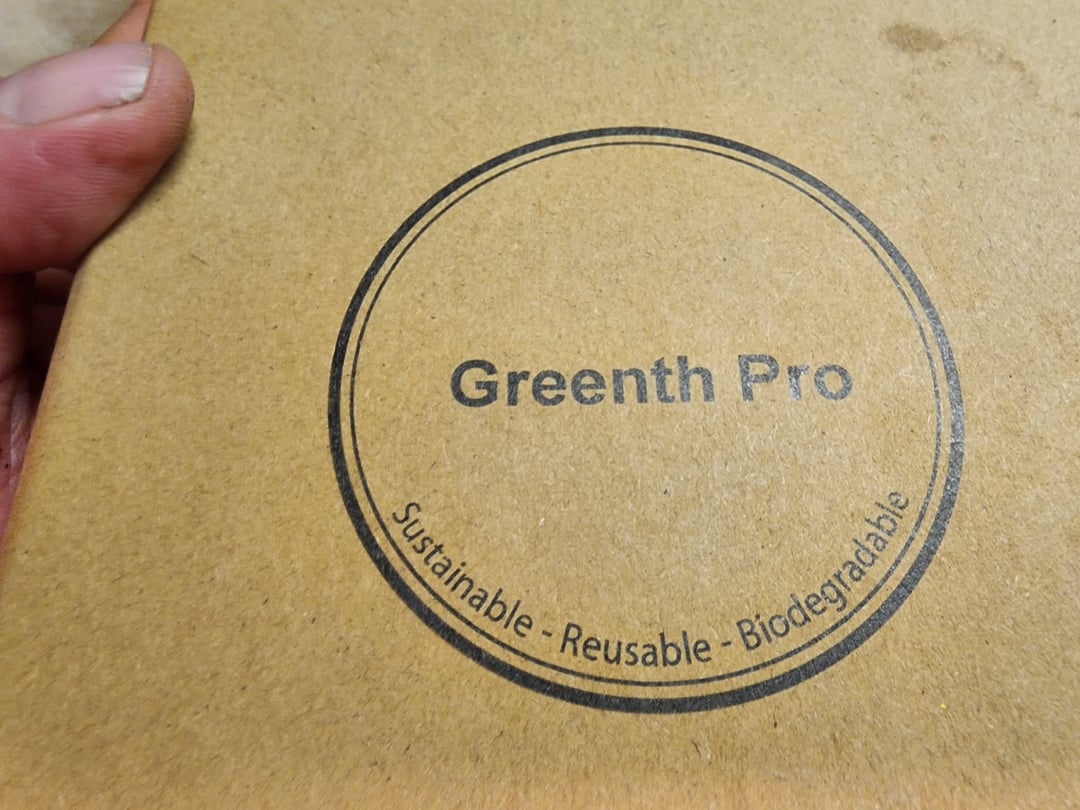 Greenth Pro
Sustainable - Reusable - Biodegradable